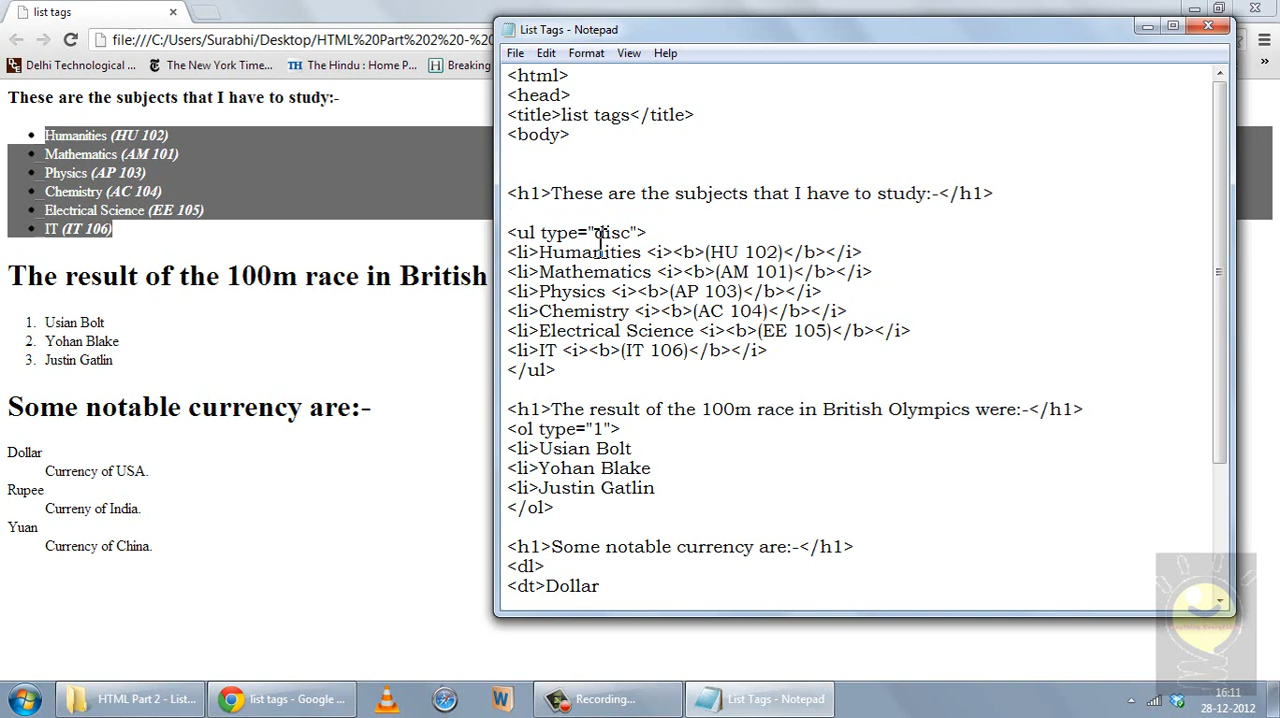 list tags
file:///C:/Users/Surabhi/Desktop/HTML%20Part%202%20-%20
Delhi Technological ...
The New York Time...
TH The Hindu : Home P...
H Breaking
»
These are the subjects that I have to study:-
• Humanities (HU 102)
• Mathematics (AM 101)
• Physics (AP 103)
• Chemistry (AC 104)
• Electrical Science (EE 105)
• IT (IT 106)
The result of the 100m race in British
1. Usian Bolt
2. Yohan Blake
3. Justin Gatlin
Some notable currency are:-
Dollar
Currency of USA.
Rupee
Curreny of India.
Yuan
Currency of China.
List Tags - Notepad
File Edit Format View Help
<html>
<head>
<title>list tags</title>
<body>
<h1>These are the subjects that I have to study:-</h1>
<ul type="disc">
<li>Humanities <i><b>(HU 102)</b></i>
<li>Mathematics <i><b>(AM 101)</b></i>
<li>Physics <i><b>(AP 103)</b></i>
<li>Chemistry <i><b>(AC 104)</b></i>
<li>Electrical Science <i><b>(EE 105)</b></i>
<li>IT <i><b>(IT 106)</b></i>
</ul>
<h1>The result of the 100m race in British Olympics were:-</h1>
<ol type="1">
<li>Usian Bolt
<li>Yohan Blake
<li>Justin Gatlin
</ol>
<h1>Some notable currency are:-</h1>
<dl>
<dt>Dollar
HTML Part 2 - List...
list tags - Google ...
Recording...
List Tags - Notepad
16:11
28-12-2012